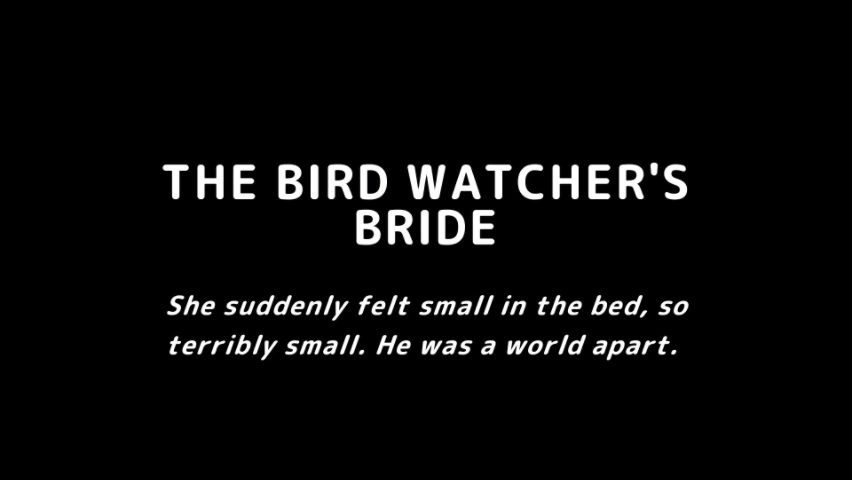 THE BIRD WATCHER'S
BRIDE
She suddenly felt small in the bed, so
terribly small. He was a world apart.